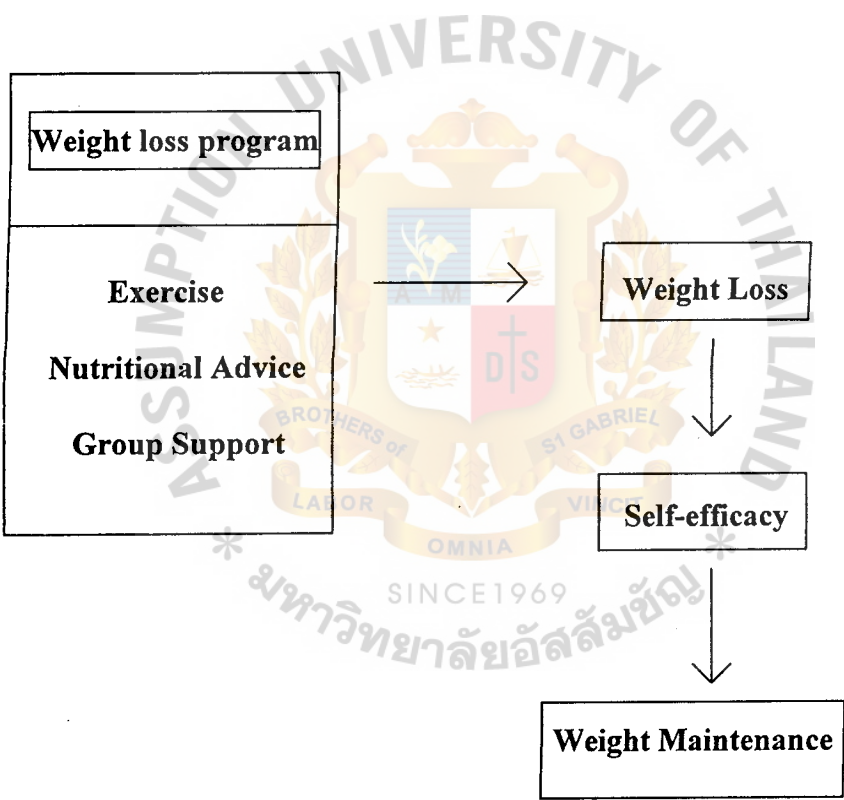 ASSUMPTION UNIVERSITY OF THAILAND
Weight loss program
Exercise
Nutritional Advice
Group Support
Weight Loss
Self-efficacy
Weight Maintenance
A M
D S
BROTHERS of S1 GABRIEL
LABOR
OMNIA
VINCIT
* *
SINCE1969
มหาวิทยาลัยอัสสัมชัญ